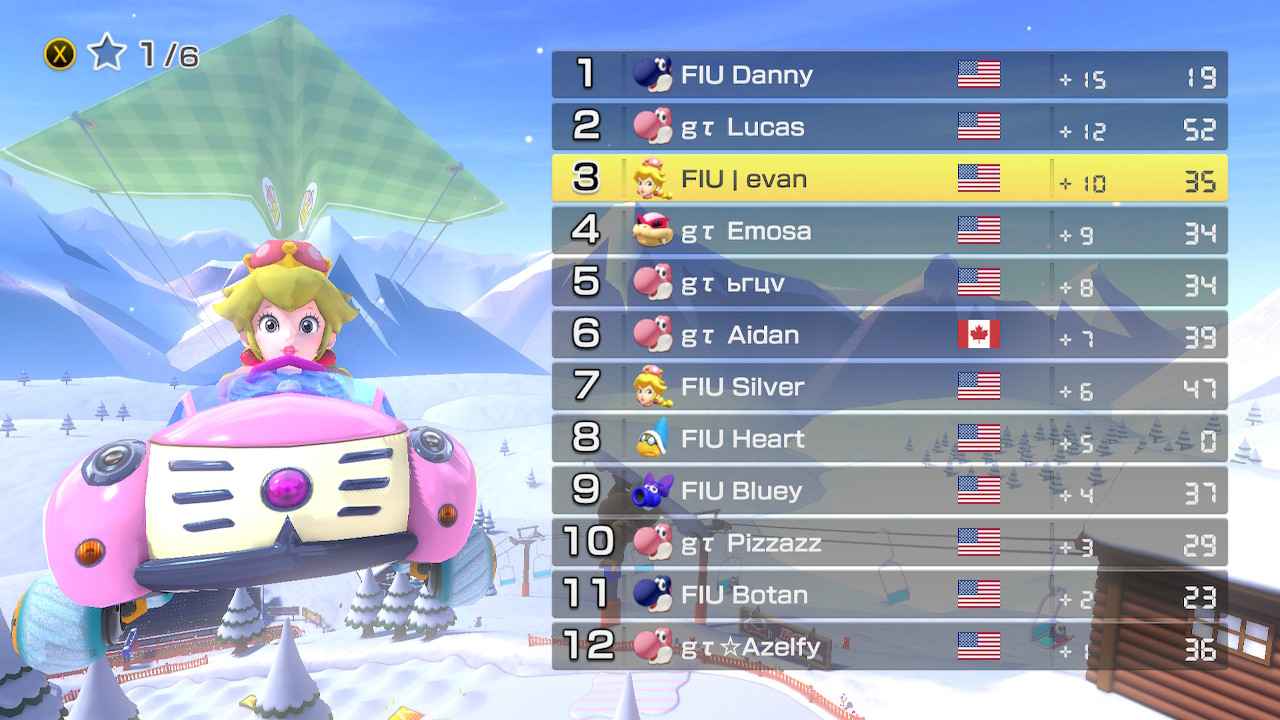 X ☆ 1/6
1 FIU Danny +15 19
2 gτ Lucas +12 52
3 FIU | evan +10 35
4 gτ Emosa +9 34
5 gτ ьгцv +8 34
6 gτ Aidan +7 39
7 FIU Silver +6 47
8 FIU Heart +5 0
9 FIU Bluey +4 37
10 gτ Pizzazz +3 29
11 FIU Botan +2 23
12 gτ☆Azelfy +1 36